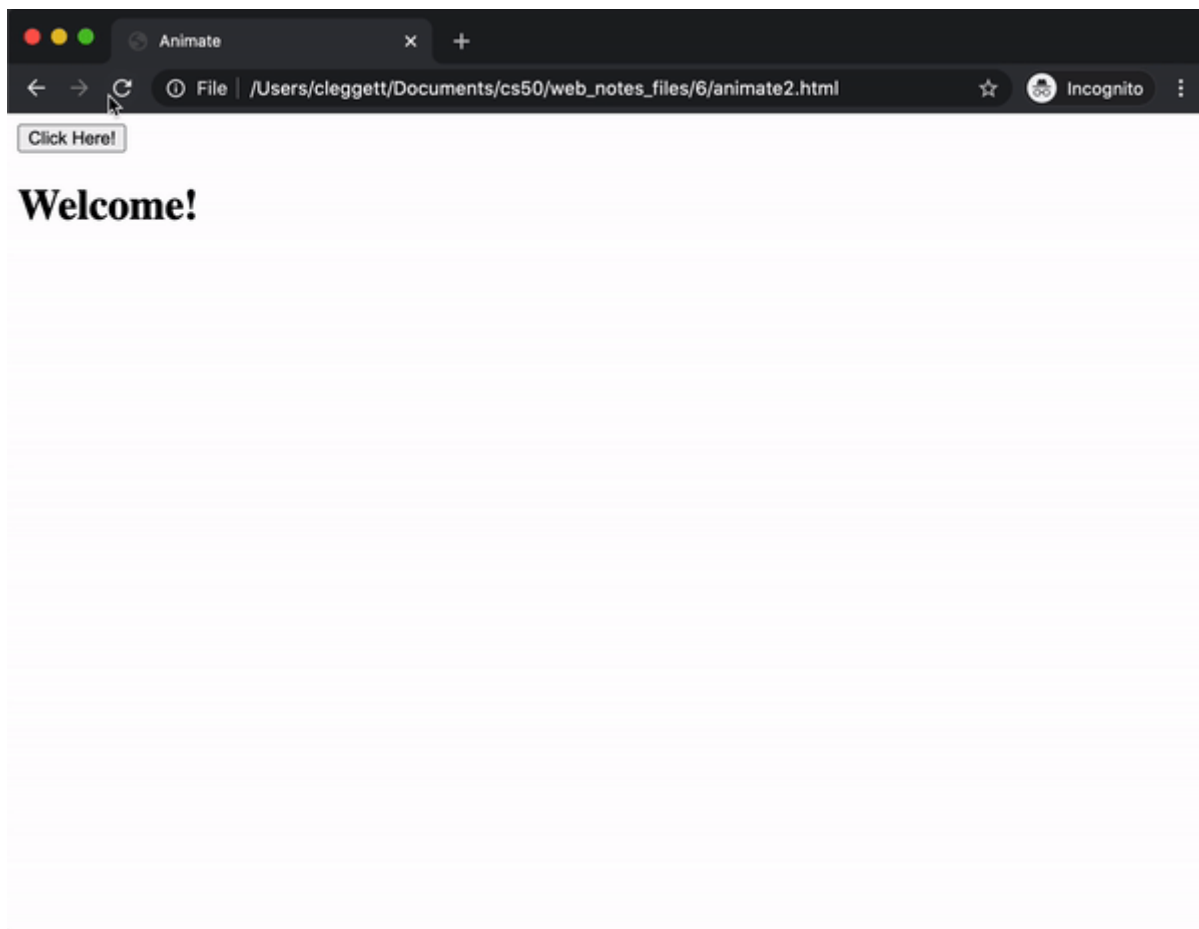 Animate
File /Users/cleggett/Documents/cs50/web_notes_files/6/animate2.html Incognito
Click Here!
Welcome!